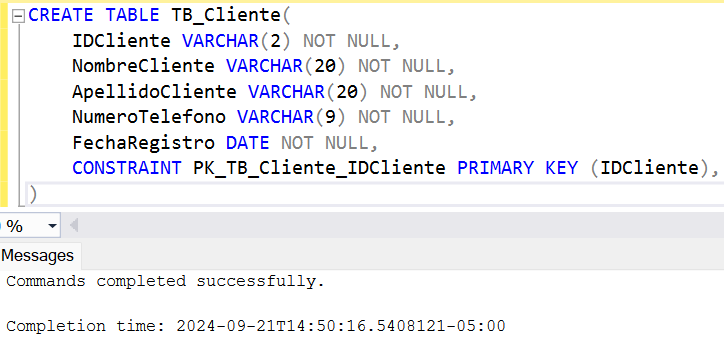 CREATE TABLE TB_Cliente(
IDCliente VARCHAR(2) NOT NULL,
NombreCliente VARCHAR(20) NOT NULL,
ApellidoCliente VARCHAR(20) NOT NULL,
NumeroTelefono VARCHAR(9) NOT NULL,
FechaRegistro DATE NOT NULL,
CONSTRAINT PK_TB_Cliente_IDCliente PRIMARY KEY (IDCliente),
)
%
Messages
Commands completed successfully.
Completion time: 2024-09-21T14:50:16.5408121-05:00